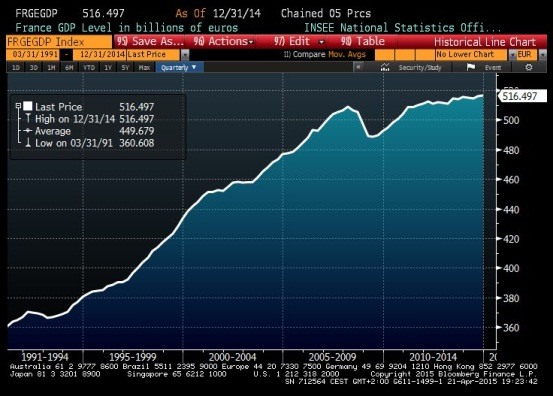 FRGEGDP 516.497 As Of 12/31/14 Chained 05 Prcs
France GDP Level in billions of euros INSEE National Statistics Offi...
FRGEGDP Index 95) Save As... 96) Actions 97) Edit 98) Table Historical Line Chart
03/31/1991 - 12/31/2014 Last Price No Lower Chart EUR
11) Compare Mov. Avgs
1D 3D 1M 6M YTD 1Y 5Y Max Quarterly Security/Study Event
Last Price 516.497
High on 12/31/14 516.497
Average 449.679
Low on 03/31/91 360.608
516.497
500
480
460
440
420
400
380
360
1991-1994 1995-1999 2000-2004 2005-2009 2010-2014
Australia 61 2 9777 8600 Brazil 5511 2395 9000 Europe 44 20 7330 7500 Germany 49 69 9204 1210 Hong Kong 852 2977 6000
Japan 81 3 3201 8900 Singapore 65 6212 1000 U.S. 1 212 318 2000 Copyright 2015 Bloomberg Finance L.P.
SN 712564 CEST GMT+2:00 G611-1499-1 21-Apr-2015 19:23:42